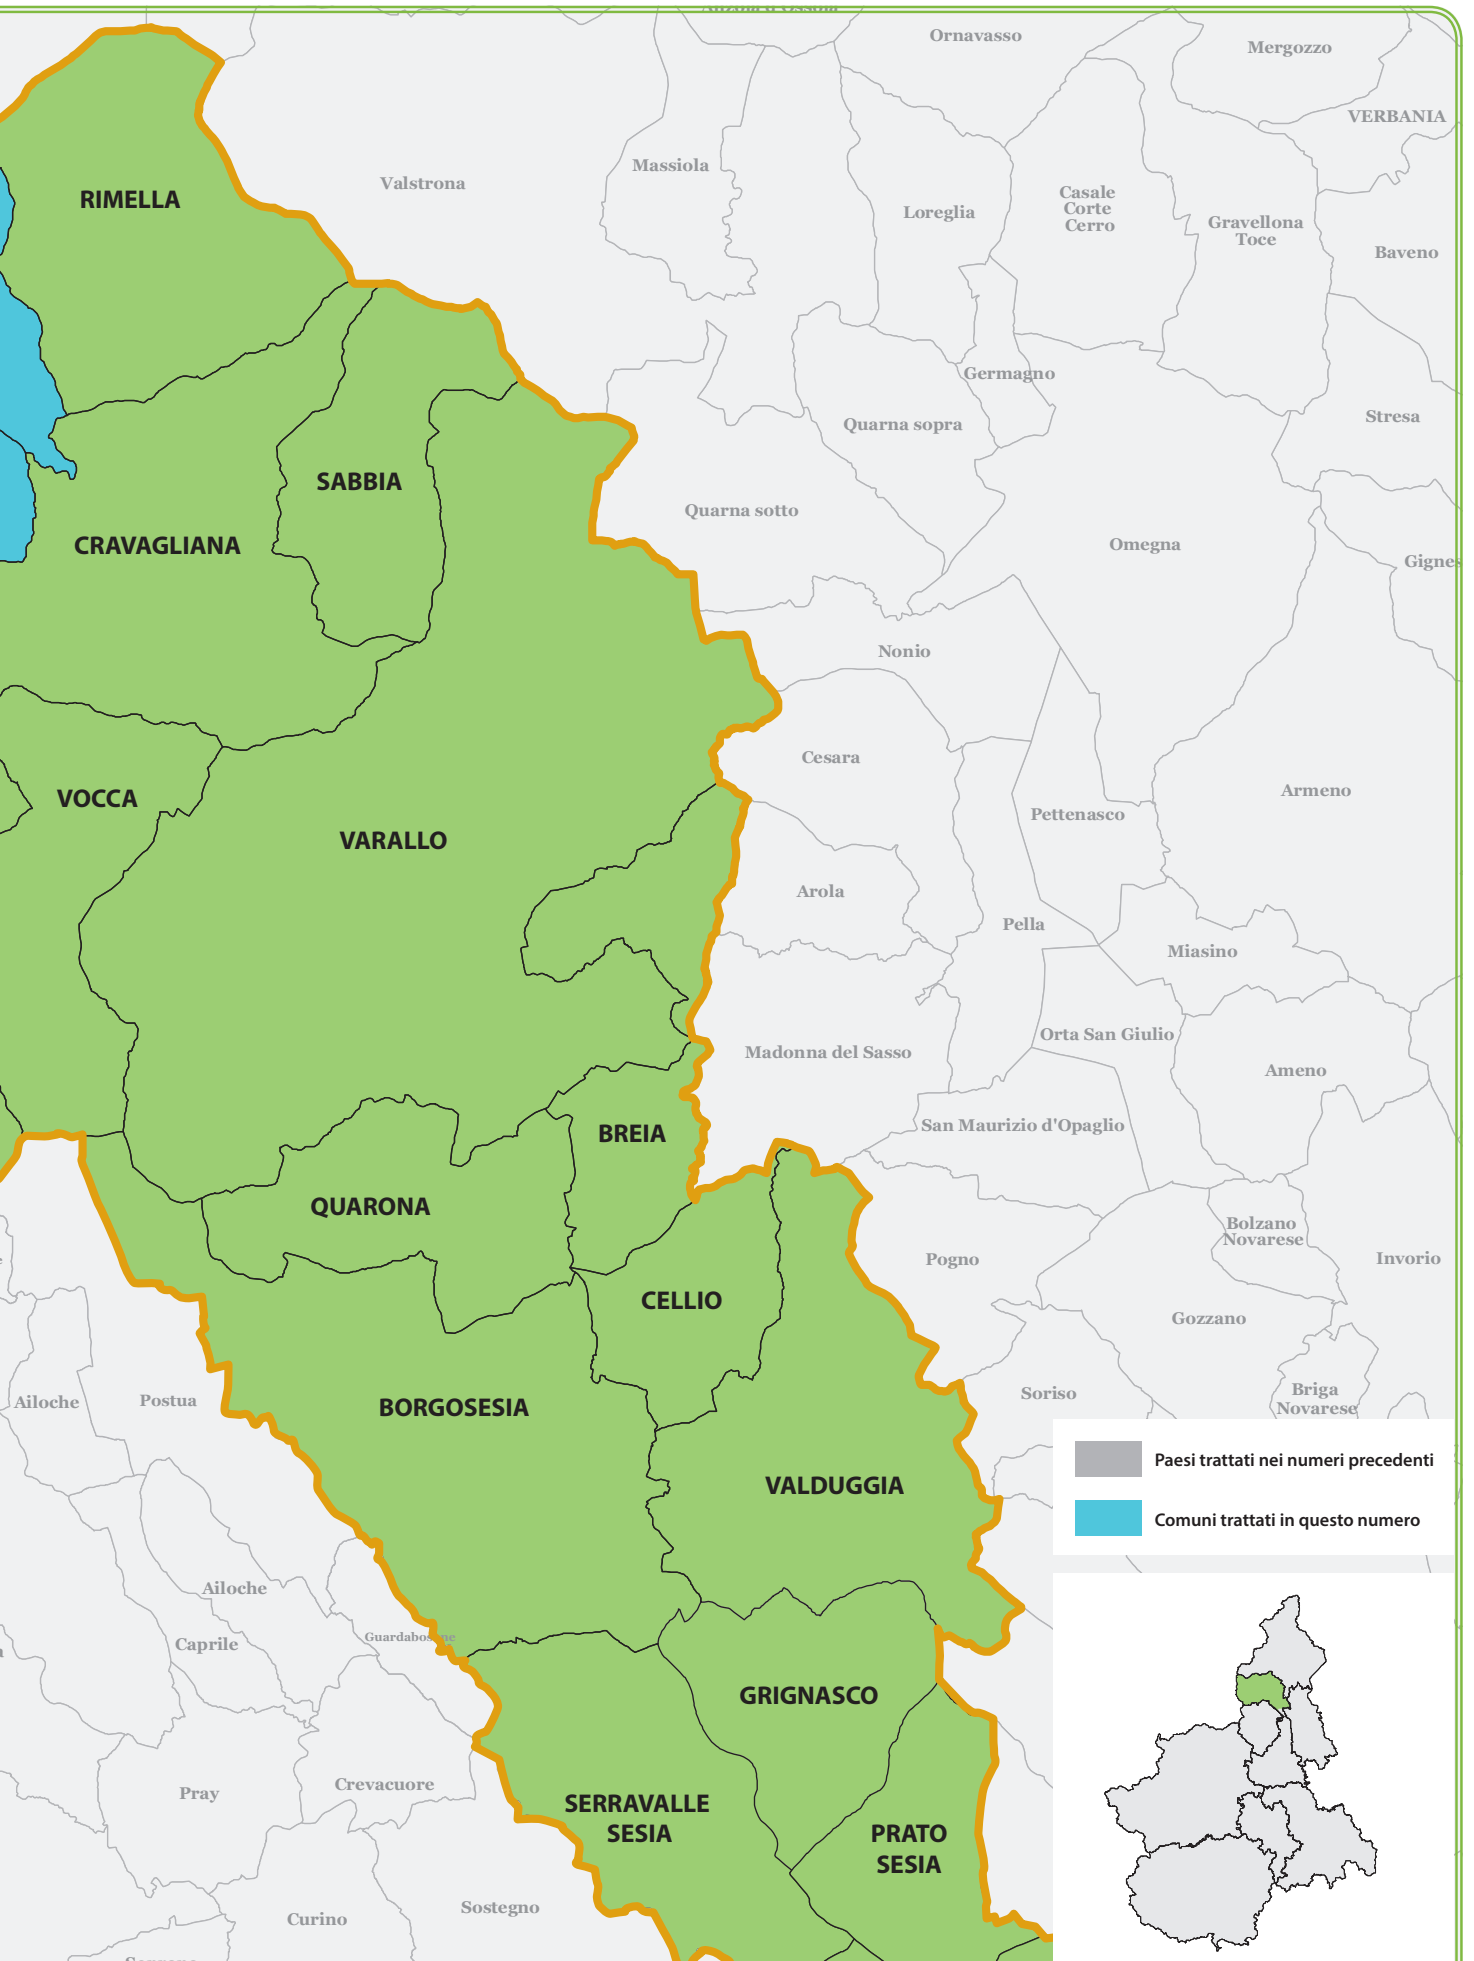 Ornavasso
Mergozzo
VERBANIA
Massiola
Valstrona
RIMELLA
Casale
Corte
Cerro
Loreglia
Gravellona
Toce
Baveno
Germagno
Stresa
Quarna sopra
SABBIA
Quarna sotto
CRAVAGLIANA
Omegna
Gignes
Nonio
Cesara
VOCCA
Armeno
Pettenasco
VARALLO
Arola
Pella
Miasino
Orta San Giulio
Madonna del Sasso
Ameno
San Maurizio d'Opaglio
BREIA
QUARONA
Bolzano
Novarese
Pogno
Invorio
CELLIO
Gozzano
Ailoche
Postua
BORGOSESIA
Soriso
Briga
Novarese
Paesi trattati nei numeri precedenti
VALDUGGIA
Comuni trattati in questo numero
Ailoche
Caprile
GRIGNASCO
Pray
Crevacuore
SERRAVALLE
SESIA
PRATO
SESIA
Curino
Sostegno